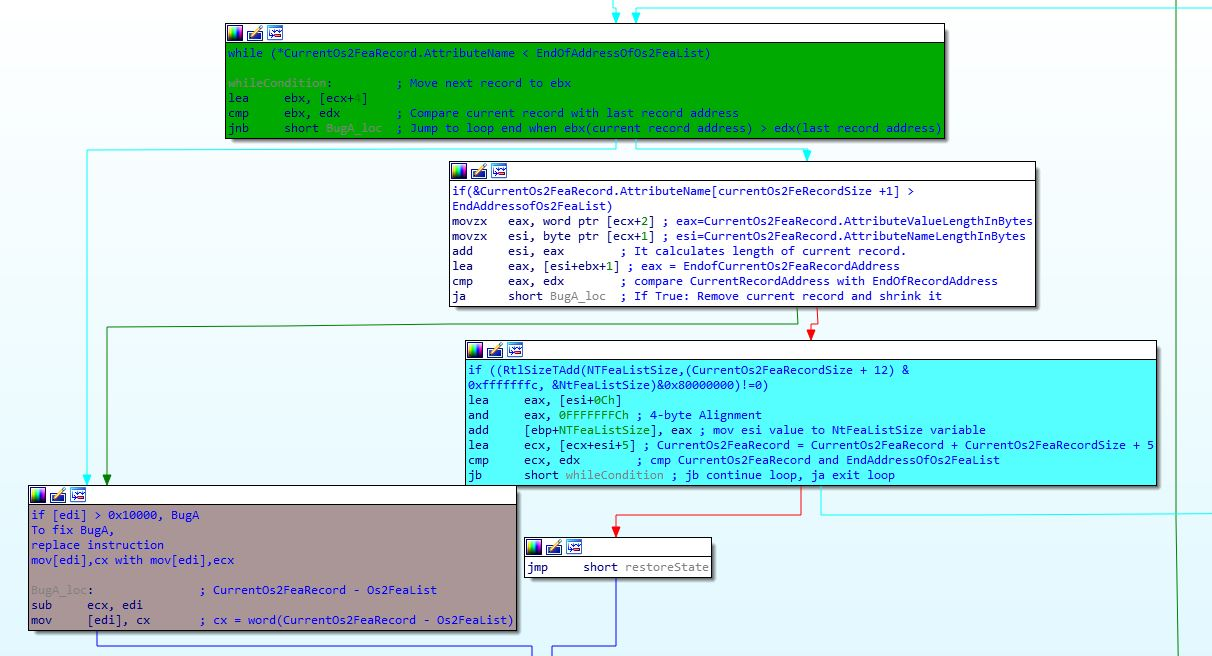 while (*CurrentOs2FeaRecord.AttributeName < EndOfAddressOfOs2FeaList)
whileCondition: ; Move next record to ebx
lea ebx, [ecx+4]
cmp ebx, edx ; Compare current record with last record address
jnb short BugA_loc ; Jump to loop end when ebx(current record address) > edx(last record address)
if(&CurrentOs2FeaRecord.AttributeName[currentOs2FeRecordSize +1] >
EndAddressofOs2FeaList)
movzx eax, word ptr [ecx+2] ; eax=CurrentOs2FeaRecord.AttributeValueLengthInBytes
movzx esi, byte ptr [ecx+1] ; esi=CurrentOs2FeaRecord.AttributeNameLengthInBytes
add esi, eax ; It calculates length of current record.
lea eax, [esi+ebx+1] ; eax = EndofCurrentOs2FeaRecordAddress
cmp eax, edx ; compare CurrentRecordAddress with EndOfRecordAddress
ja short BugA_loc ; If True: Remove current record and shrink it
if ((RtlSizeTAdd(NTFeaListSize,(CurrentOs2FeaRecordSize + 12) &
0xfffffffc, &NtFeaListSize)&0x80000000)!=0)
lea eax, [esi+0Ch]
and eax, 0FFFFFFFCh ; 4-byte Alignment
add [ebp+NTFeaListSize], eax ; mov esi value to NtFeaListSize variable
lea ecx, [ecx+esi+5] ; CurrentOs2FeaRecord = CurrentOs2FeaRecord + CurrentOs2FeaRecordSize + 5
cmp ecx, edx ; cmp CurrentOs2FeaRecord and EndAddressOfOs2FeaList
jb short whileCondition ; jb continue loop, ja exit loop
if [edi] > 0x10000, BugA
To fix BugA,
replace instruction
mov[edi],cx with mov[edi],ecx
BugA_loc: ; CurrentOs2FeaRecord - Os2FeaList
sub ecx, edi
mov [edi], cx ; cx = word(CurrentOs2FeaRecord - Os2FeaList)
jmp short restoreState